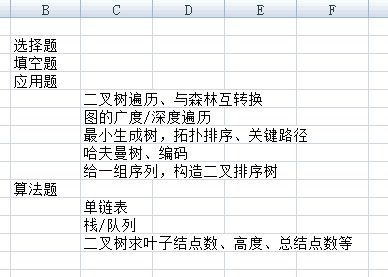 B C D E F
选择题
填空题
应用题
二叉树遍历、与森林互转换
图的广度/深度遍历
最小生成树，拓扑排序、关键路径
哈夫曼树、编码
给一组序列，构造二叉排序树
算法题
单链表
栈/队列
二叉树求叶子结点数、高度、总结点数等